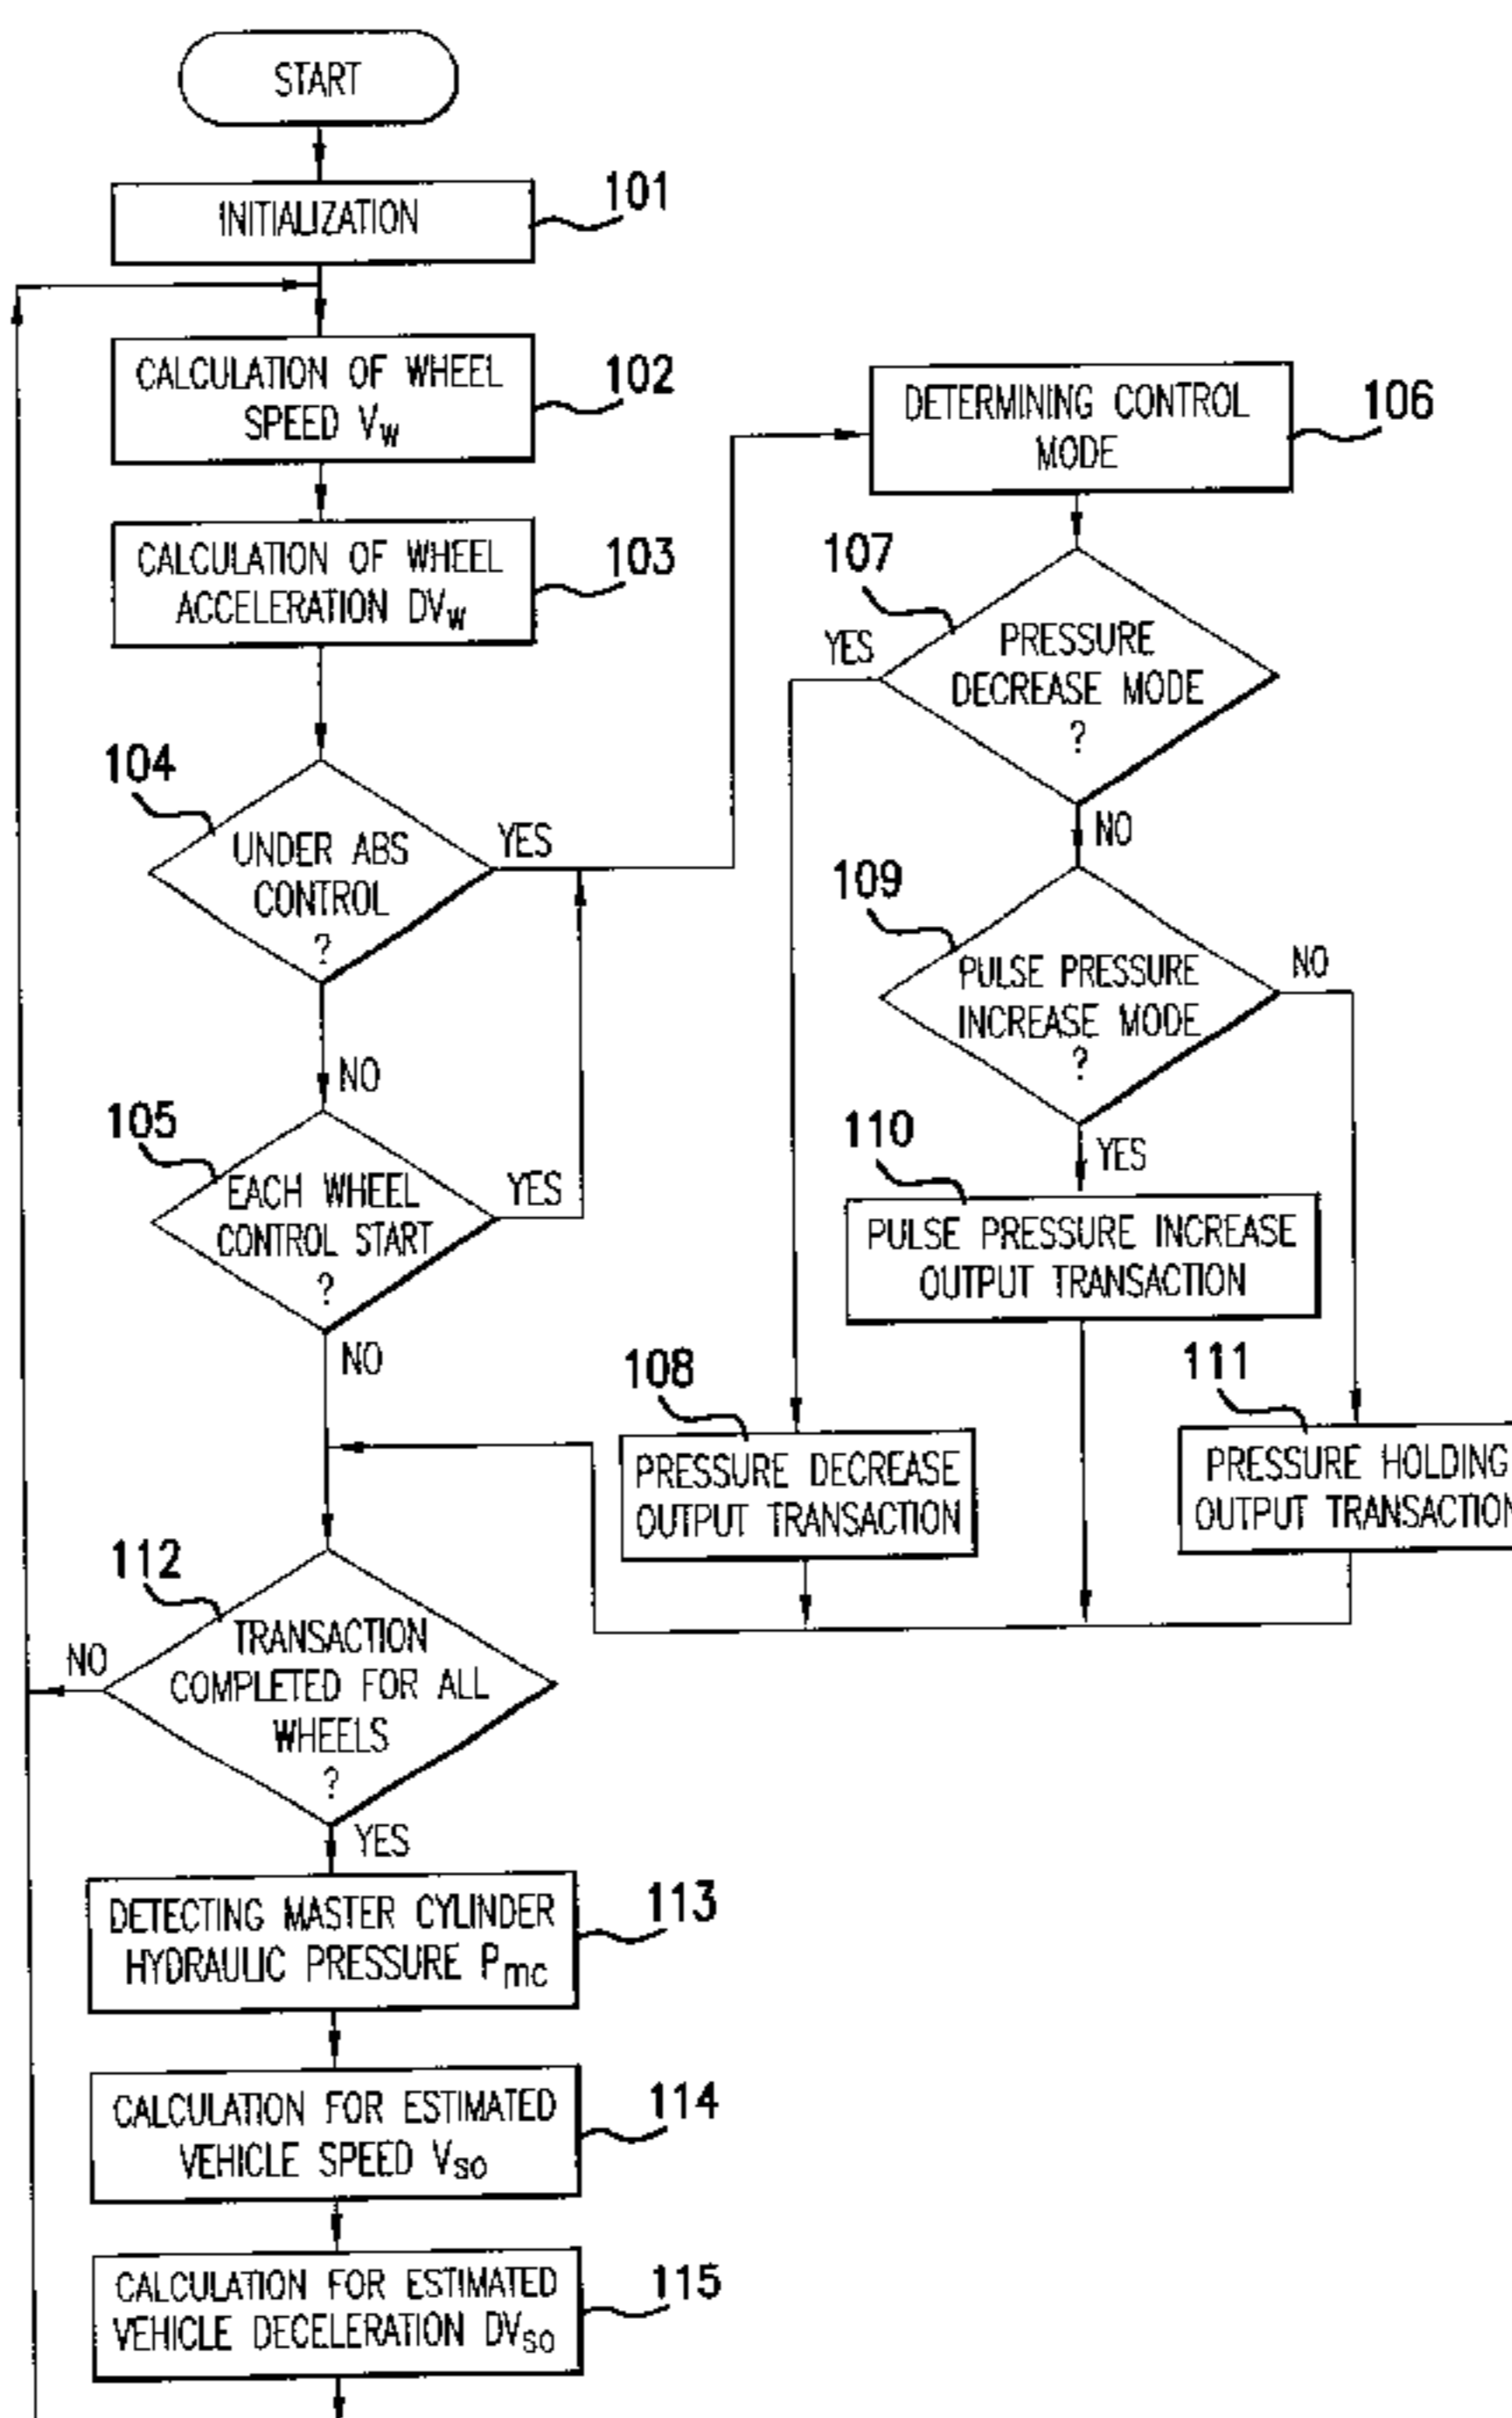 START
INITIALIZATION
101
CALCULATION OF WHEEL
SPEED Vw
102
CALCULATION OF WHEEL
ACCELERATION DVw
103
104
UNDER ABS
CONTROL
?
YES
NO
105
EACH WHEEL
CONTROL START
?
YES
NO
DETERMINING CONTROL
MODE
106
107
YES
PRESSURE
DECREASE MODE
?
NO
109
PULSE PRESSURE
INCREASE MODE
?
NO
YES
110
PULSE PRESSURE INCREASE
OUTPUT TRANSACTION
108
PRESSURE DECREASE
OUTPUT TRANSACTION
111
PRESSURE HOLDING
OUTPUT TRANSACTION
112
NO
TRANSACTION
COMPLETED FOR ALL
WHEELS
?
YES
DETECTING MASTER CYLINDER
HYDRAULIC PRESSURE Pmc
113
CALCULATION FOR ESTIMATED
VEHICLE SPEED Vso
114
CALCULATION FOR ESTIMATED
VEHICLE DECELERATION DVso
115